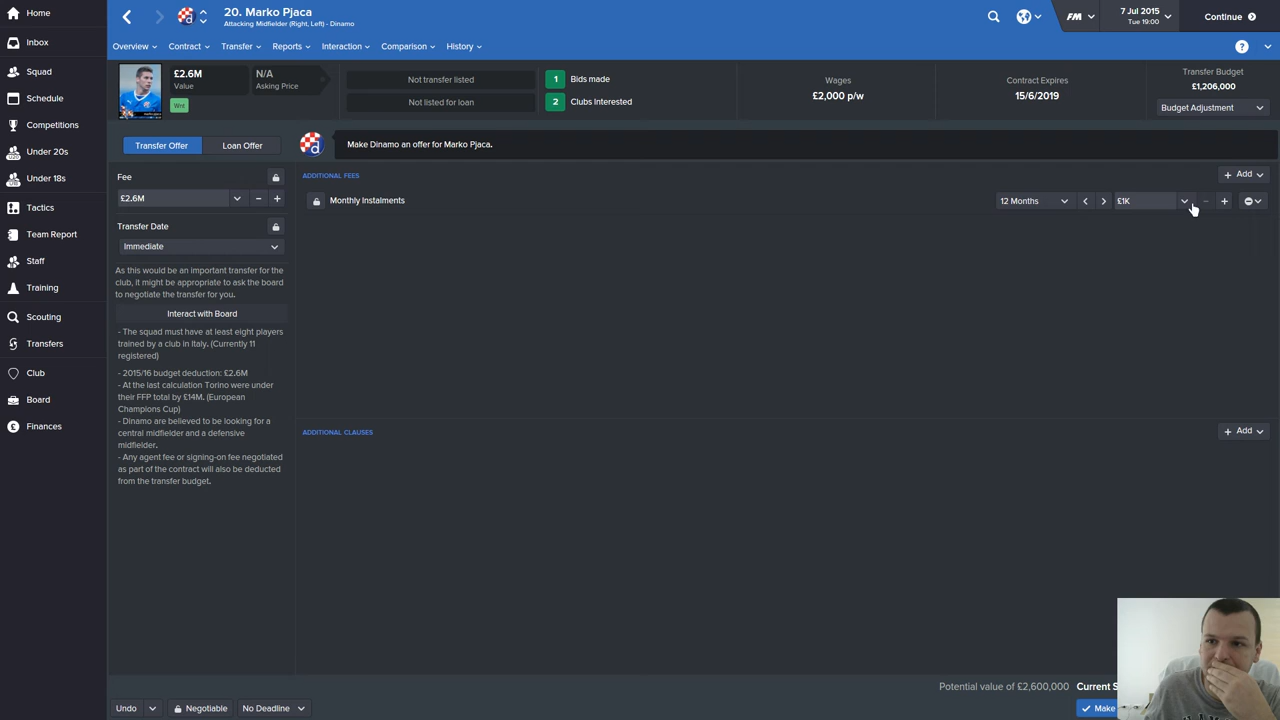 Home
Inbox
Squad
Schedule
Competitions
Under 20s
Under 18s
Tactics
Team Report
Staff
Training
Scouting
Transfers
Club
Board
Finances
20. Marko Pjaca
Attacking Midfielder (Right, Left) - Dinamo
FM
7 Jul 2015
Tue 19:00
Continue
Overview Contract Transfer Reports Interaction Comparison History
?
£2.6M
Value
Wnt
N/A
Asking Price
Not transfer listed
Not listed for loan
1 Bids made
2 Clubs Interested
Wages
£2,000 p/w
Contract Expires
15/6/2019
Transfer Budget
£1,206,000
Budget Adjustment
Transfer Offer Loan Offer
Make Dinamo an offer for Marko Pjaca.
Fee
£2.6M
Transfer Date
Immediate
As this would be an important transfer for the
club, it might be appropriate to ask the board
to negotiate the transfer for you.
Interact with Board
- The squad must have at least eight players
trained by a club in Italy. (Currently 11
registered)
- 2015/16 budget deduction: £2.6M
- At the last calculation Torino were under
their FFP total by £14M. (European
Champions Cup)
- Dinamo are believed to be looking for a
central midfielder and a defensive
midfielder.
- Any agent fee or signing-on fee negotiated
as part of the contract will also be deducted
from the transfer budget.
ADDITIONAL FEES
Add
Monthly Instalments 12 Months £1K
ADDITIONAL CLAUSES
Add
Potential value of £2,600,000 Current S
Undo Negotiable No Deadline Make